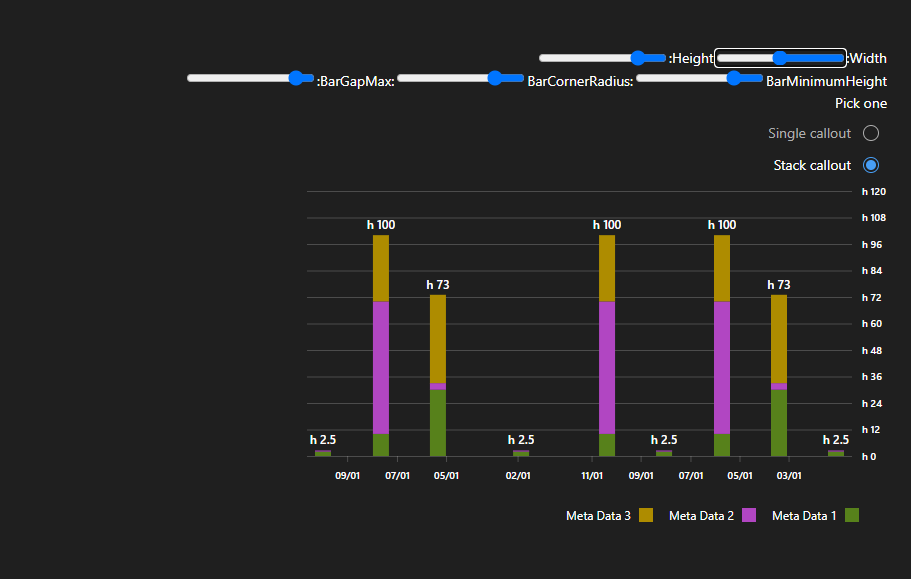 :Height :Width
:BarGapMax: BarCornerRadius: BarMinimumHeight
Pick one
Single callout
Stack callout
h 120
h 108
h 96
h 84
h 72
h 60
h 48
h 36
h 24
h 12
h 0
h 100
h 100
h 100
h 73
h 73
h 2.5
h 2.5
h 2.5
h 2.5
09/01 07/01 05/01 02/01 11/01 09/01 07/01 05/01 03/01
Meta Data 3 Meta Data 2 Meta Data 1